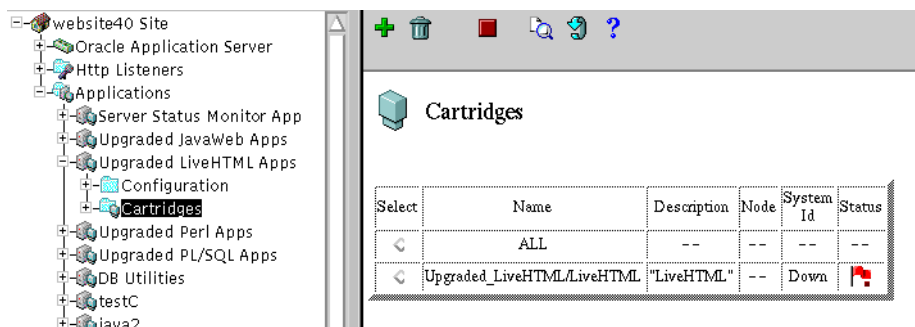 website40 Site
Oracle Application Server
Http Listeners
Applications
Server Status Monitor App
Upgraded JavaWeb Apps
Upgraded LiveHTML Apps
Configuration
Cartridges
Upgraded Perl Apps
Upgraded PL/SQL Apps
DB Utilities
testC
java2
Cartridges
Select Name Description Node System Id Status
ALL -- -- -- --
Upgraded_LiveHTML/LiveHTML "LiveHTML" -- Down